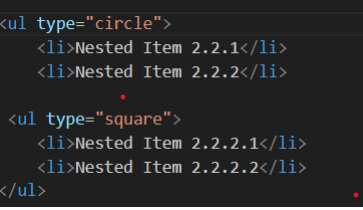 <ul type="circle">
    <li>Nested Item 2.2.1</li>
    <li>Nested Item 2.2.2</li>
 <ul type="square">
    <li>Nested Item 2.2.2.1</li>
    <li>Nested Item 2.2.2.2</li>
</ul>